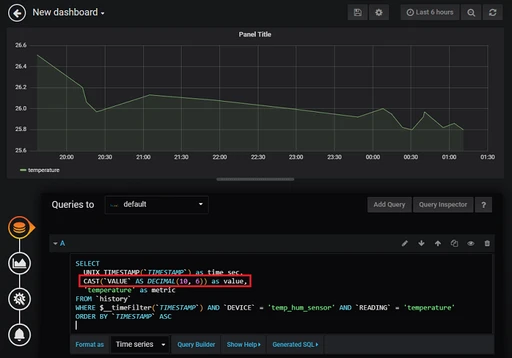 New dashboard
Last 6 hours
Panel Title
26.6
26.4
26.2
26.0
25.8
25.6
20:00 20:30 21:00 21:30 22:00 22:30 23:00 23:30 00:00 00:30 01:00 01:30
temperature
Queries to default Add Query Query Inspector ?
A
SELECT
UNIX_TIMESTAMP(`TIMESTAMP`) as time_sec,
CAST(`VALUE` AS DECIMAL(10, 6)) as value,
'temperature' as metric
FROM `history`
WHERE $__timeFilter(`TIMESTAMP`) AND `DEVICE` = 'temp_hum_sensor' AND `READING` = 'temperature'
ORDER BY `TIMESTAMP` ASC
Format as Time series Query Builder Show Help Generated SQL